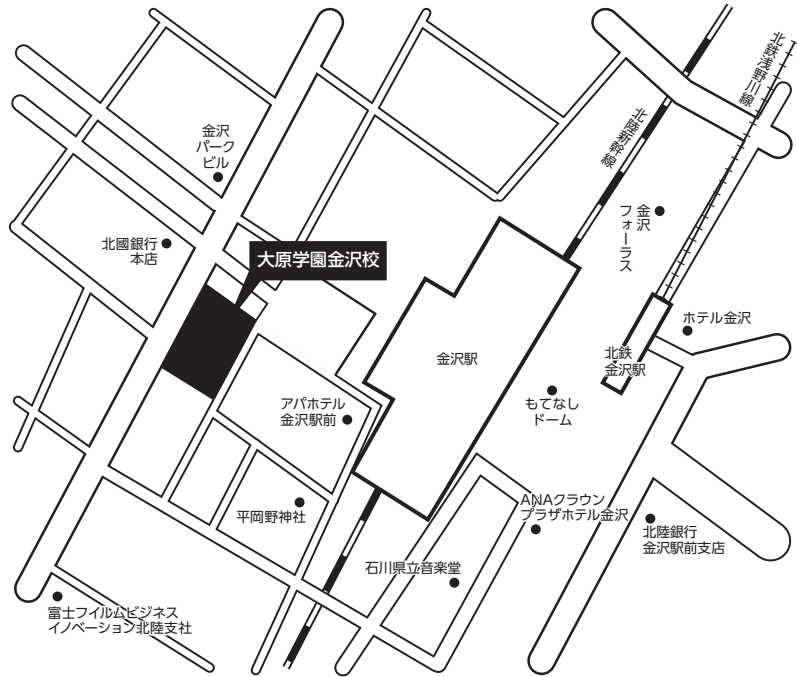 北鉄浅野川線
北陸新幹線
金沢
パーク
ビル
金沢
フォーラス
北國銀行
本店
大原学園金沢校
ホテル金沢
金沢駅
北鉄
金沢駅
アパホテル
金沢駅前
もてなし
ドーム
平岡野神社
ANAクラウン
プラザホテル金沢
北陸銀行
金沢駅前支店
石川県立音楽堂
富士フイルムビジネス
イノベーション北陸支社